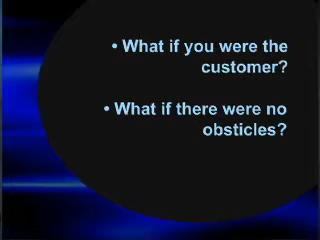 • What if you were the
customer?
• What if there were no
obsticles?